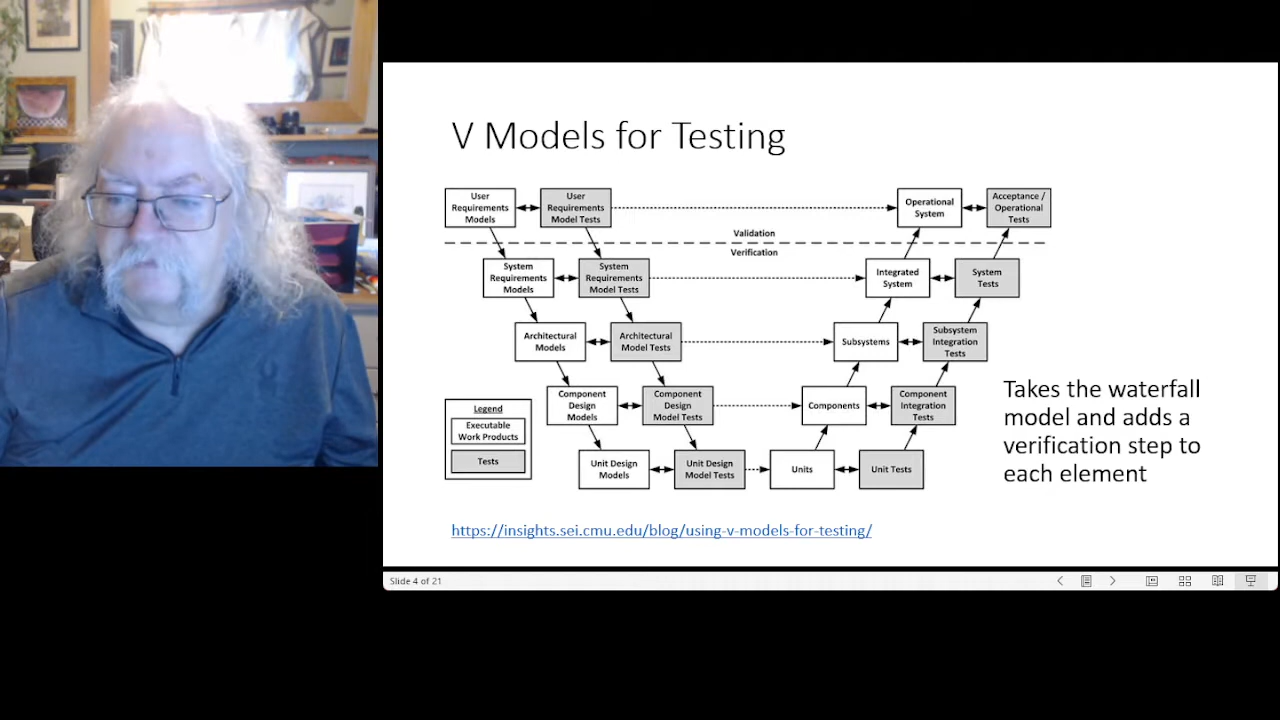 V Models for Testing
User
Requirements
Models
User
Requirements
Model Tests
Operational
System
Acceptance /
Operational
Tests
Validation
Verification
System
Requirements
Models
System
Requirements
Model Tests
Integrated
System
System
Tests
Architectural
Models
Architectural
Model Tests
Subsystems
Subsystem
Integration
Tests
Component
Design
Models
Component
Design
Model Tests
Components
Component
Integration
Tests
Legend
Executable
Work Products
Tests
Unit Design
Models
Unit Design
Model Tests
Units
Unit Tests
Takes the waterfall
model and adds a
verification step to
each element
https://insights.sei.cmu.edu/blog/using-v-models-for-testing/
Slide 4 of 21